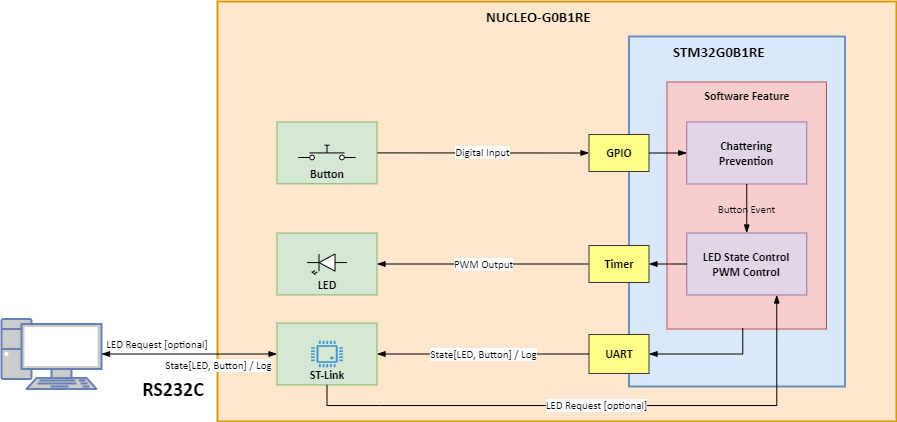 NUCLEO-G0B1RE
STM32G0B1RE
Software Feature
Button
Digital Input
GPIO
Chattering
Prevention
Button Event
LED
PWM Output
Timer
LED State Control
PWM Control
LED Request [optional]
State[LED, Button] / Log
RS232C
ST-Link
State[LED, Button] / Log
UART
LED Request [optional]